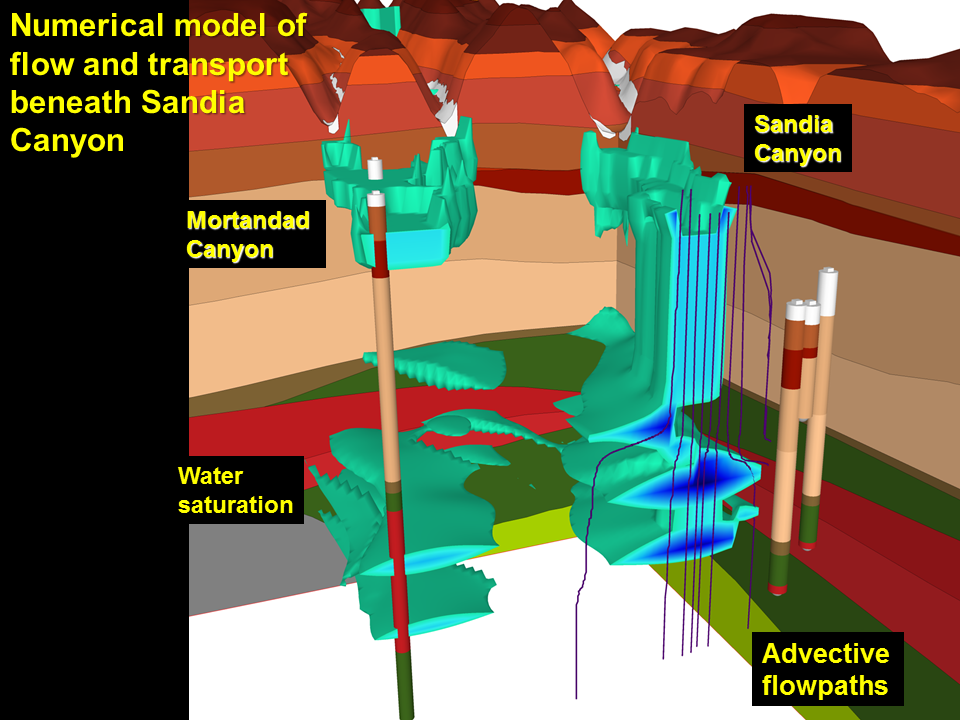 Numerical model of
flow and transport
beneath Sandia
Canyon
Sandia
Canyon
Mortandad
Canyon
Water
saturation
Advective
flowpaths